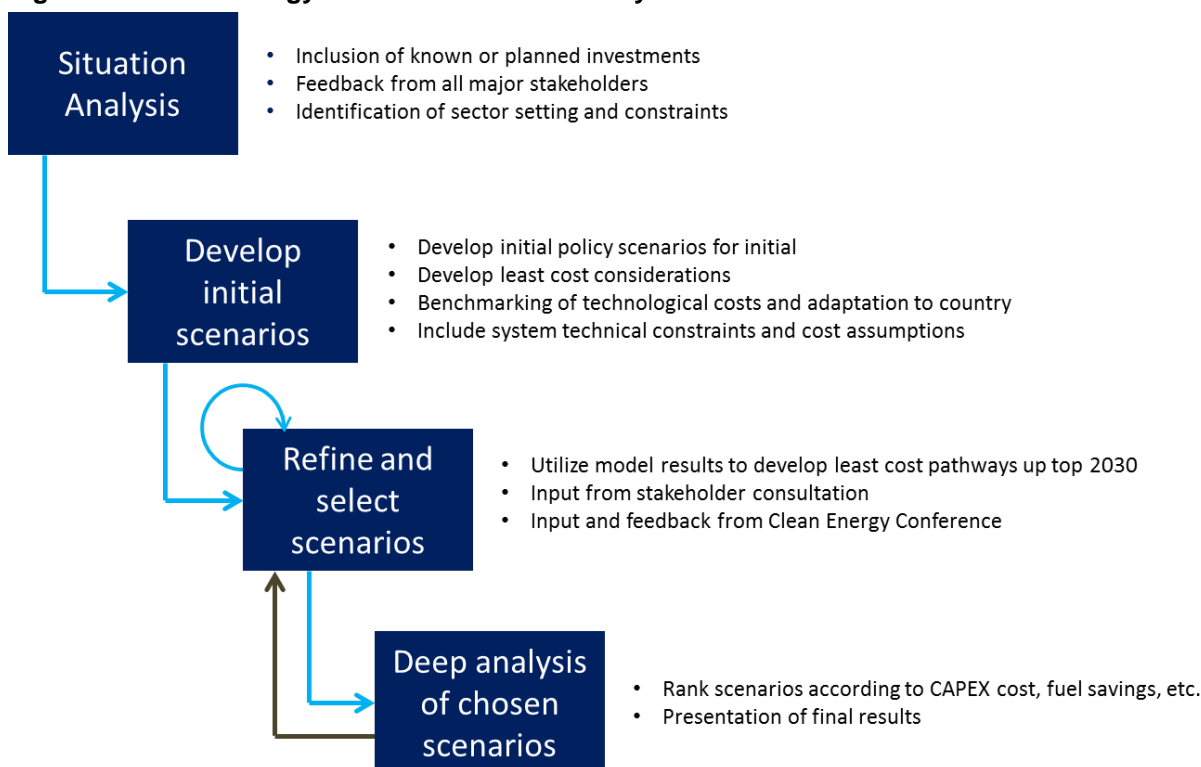 Situation
Analysis
• Inclusion of known or planned investments
• Feedback from all major stakeholders
• Identification of sector setting and constraints
Develop
initial
scenarios
• Develop initial policy scenarios for initial
• Develop least cost considerations
• Benchmarking of technological costs and adaptation to country
• Include system technical constraints and cost assumptions
Refine and
select
scenarios
• Utilize model results to develop least cost pathways up top 2030
• Input from stakeholder consultation
• Input and feedback from Clean Energy Conference
Deep analysis
of chosen
scenarios
• Rank scenarios according to CAPEX cost, fuel savings, etc.
• Presentation of final results